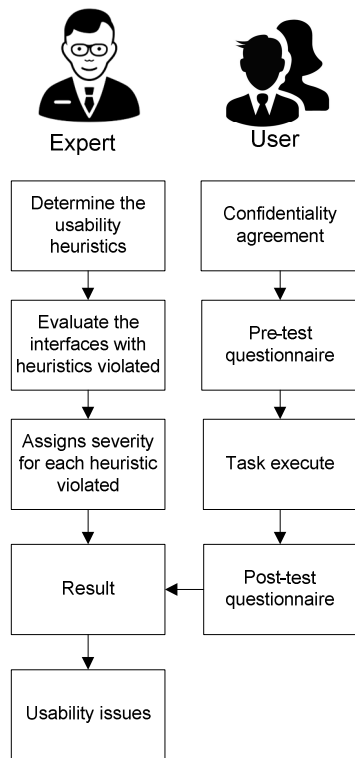 Expert
User
Determine the
usability
heuristics
Confidentiality
agreement
Evaluate the
interfaces with
heuristics violated
Pre-test
questionnaire
Assigns severity
for each heuristic
violated
Task execute
Result
Post-test
questionnaire
Usability issues